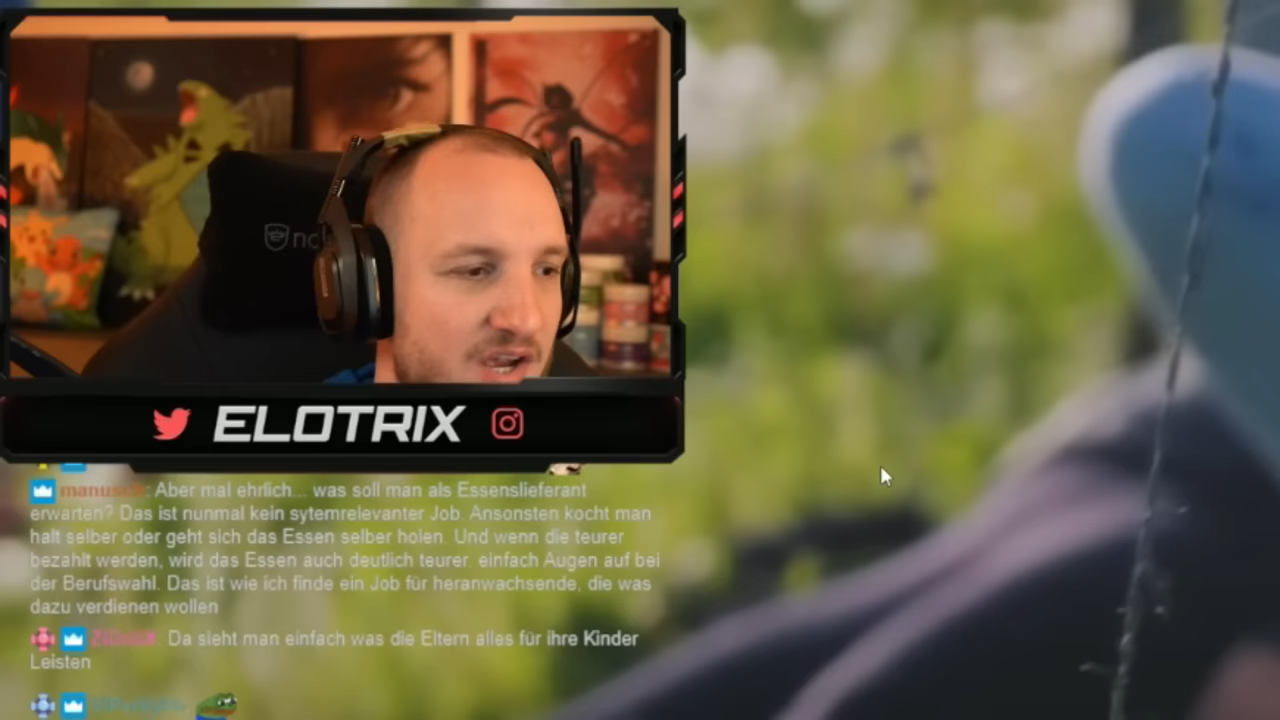 nc
ELOTRIX
: Aber mal ehrlich... was soll man als Essenslieferant
erwarten? Das ist nunmal kein sytemrelevanter Job. Ansonsten kocht man
halt selber oder geht sich das Essen selber holen. Und wenn die teurer
bezahlt werden, wird das Essen auch deutlich teurer. einfach Augen auf bei
der Berufswahl. Das ist wie ich finde ein Job für heranwachsende, die was
dazu verdienen wollen
: Da sieht man einfach was die Eltern alles für ihre Kinder
Leisten